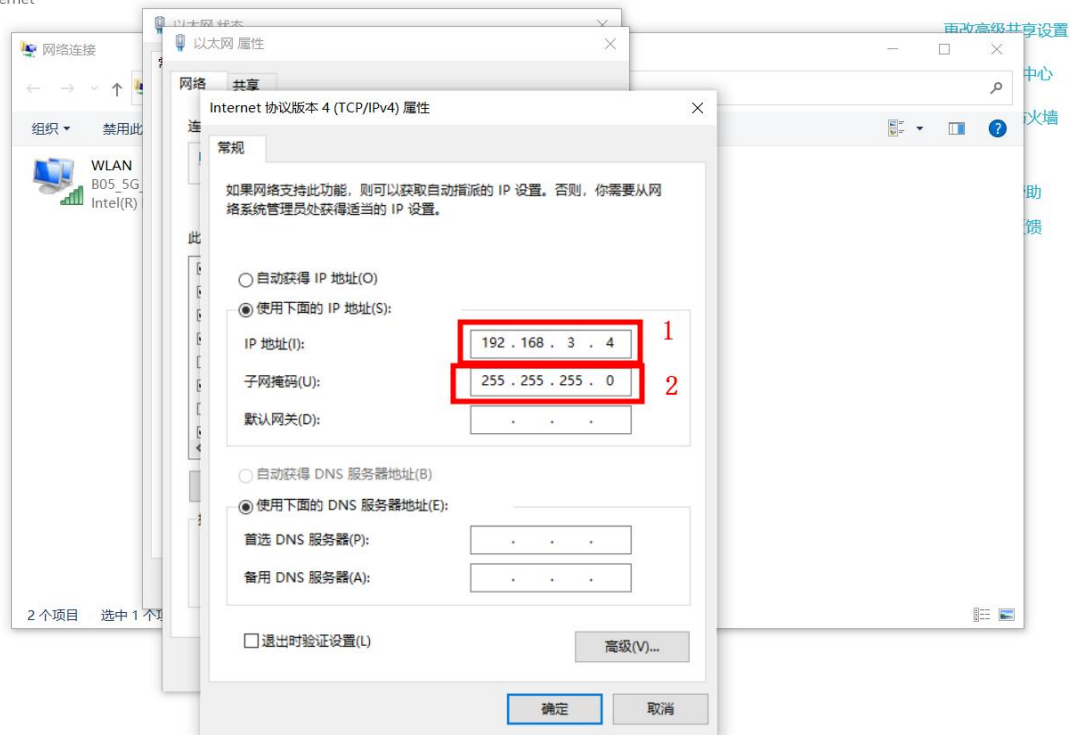 以太网 状态
更改高级共享设置
网络连接
以太网 属性
中心
网络
共享
火墙
组织
禁用此
Internet 协议版本 4 (TCP/IPv4) 属性
连
常规
WLAN
B05_5G_
Intel(R)
如果网络支持此功能，则可以获取自动指派的 IP 设置。否则，你需要从网
络系统管理员处获得适当的 IP 设置。
助
馈
此
自动获得 IP 地址(O)
使用下面的 IP 地址(S):
IP 地址(I):
192 . 168 . 3 . 4
1
子网掩码(U):
255 . 255 . 255 . 0
2
默认网关(D):
. . .
自动获得 DNS 服务器地址(B)
使用下面的 DNS 服务器地址(E):
首选 DNS 服务器(P):
. . .
备用 DNS 服务器(A):
. . .
退出时验证设置(L)
高级(V)...
2 个项目
选中 1 个项
确定
取消